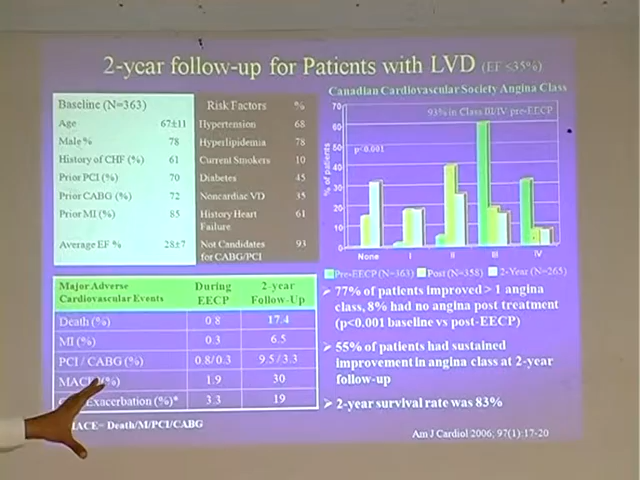 2-year follow-up for Patients with LVD (EF ≤35%)
Baseline (N=363)
Age 67±11
Male % 78
History of CHF (%) 61
Prior PCI (%) 70
Prior CABG (%) 72
Prior MI (%) 85
Average EF % 28±7
Risk Factors %
Hypertension 68
Hyperlipidemia 78
Current Smokers 10
Diabetes 45
Noncardiac VD 35
History Heart Failure 61
Not Candidates for CABG/PCI 93
Canadian Cardiovascular Society Angina Class
93% in Class III/IV pre-EECP
p<0.001
% of patients
70
60
50
40
30
20
10
0
None I II III IV
Pre-EECP (N=363) Post (N=358) 2-Year (N=265)
Major Adverse Cardiovascular Events During EECP 2-year Follow-Up
Death (%) 0.8 17.4
MI (%) 0.3 6.5
PCI / CABG (%) 0.8/0.3 9.5/3.3
MACE (%) 1.9 30
Exacerbation (%)* 3.3 19
MACE= Death/M/PCI/CABG
77% of patients improved > 1 angina
class, 8% had no angina post treatment
(p<0.001 baseline vs post-EECP)
55% of patients had sustained
improvement in angina class at 2-year
follow-up
2-year survival rate was 83%
Am J Cardiol 2006; 97(1):17-20